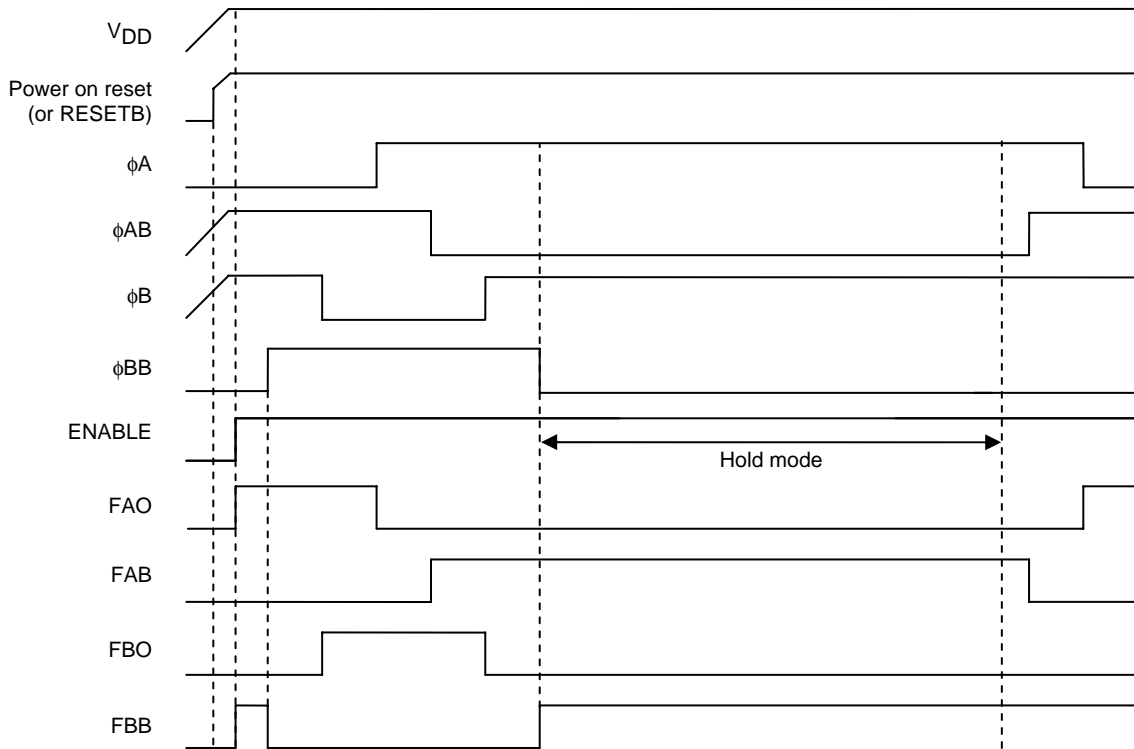 VDD
Power on reset
(or RESETB)
ϕA
ϕAB
ϕB
ϕBB
ENABLE
Hold mode
FAO
FAB
FBO
FBB